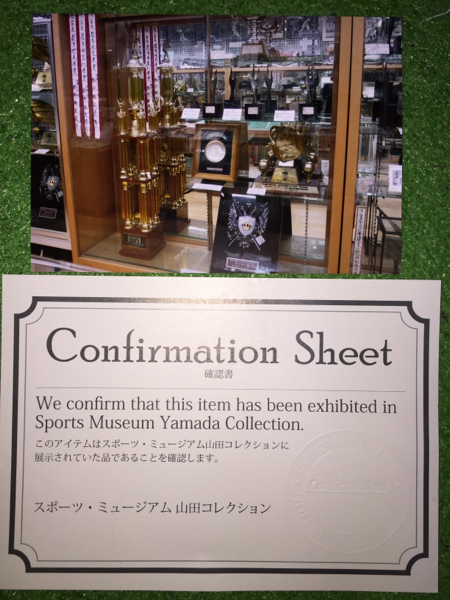 Confirmation Sheet
確認書
We confirm that this item has been exhibited in
Sports Museum Yamada Collection.
このアイテムはスポーツ・ミュージアム山田コレクションに
展示されていた品であることを確認します。
Confirmation
スポーツ・ミュージアム 山田コレクション